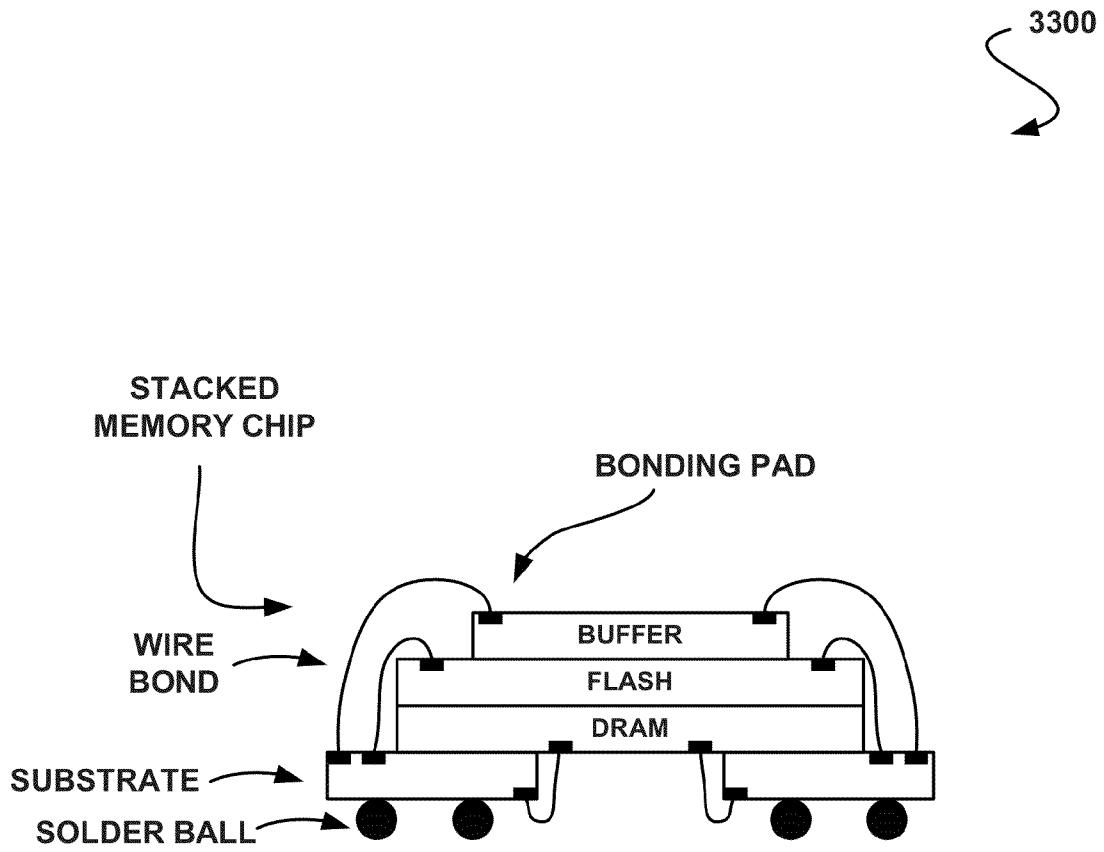 3300
STACKED
MEMORY CHIP
BONDING PAD
BUFFER
WIRE
BOND
FLASH
DRAM
SUBSTRATE
SOLDER BALL